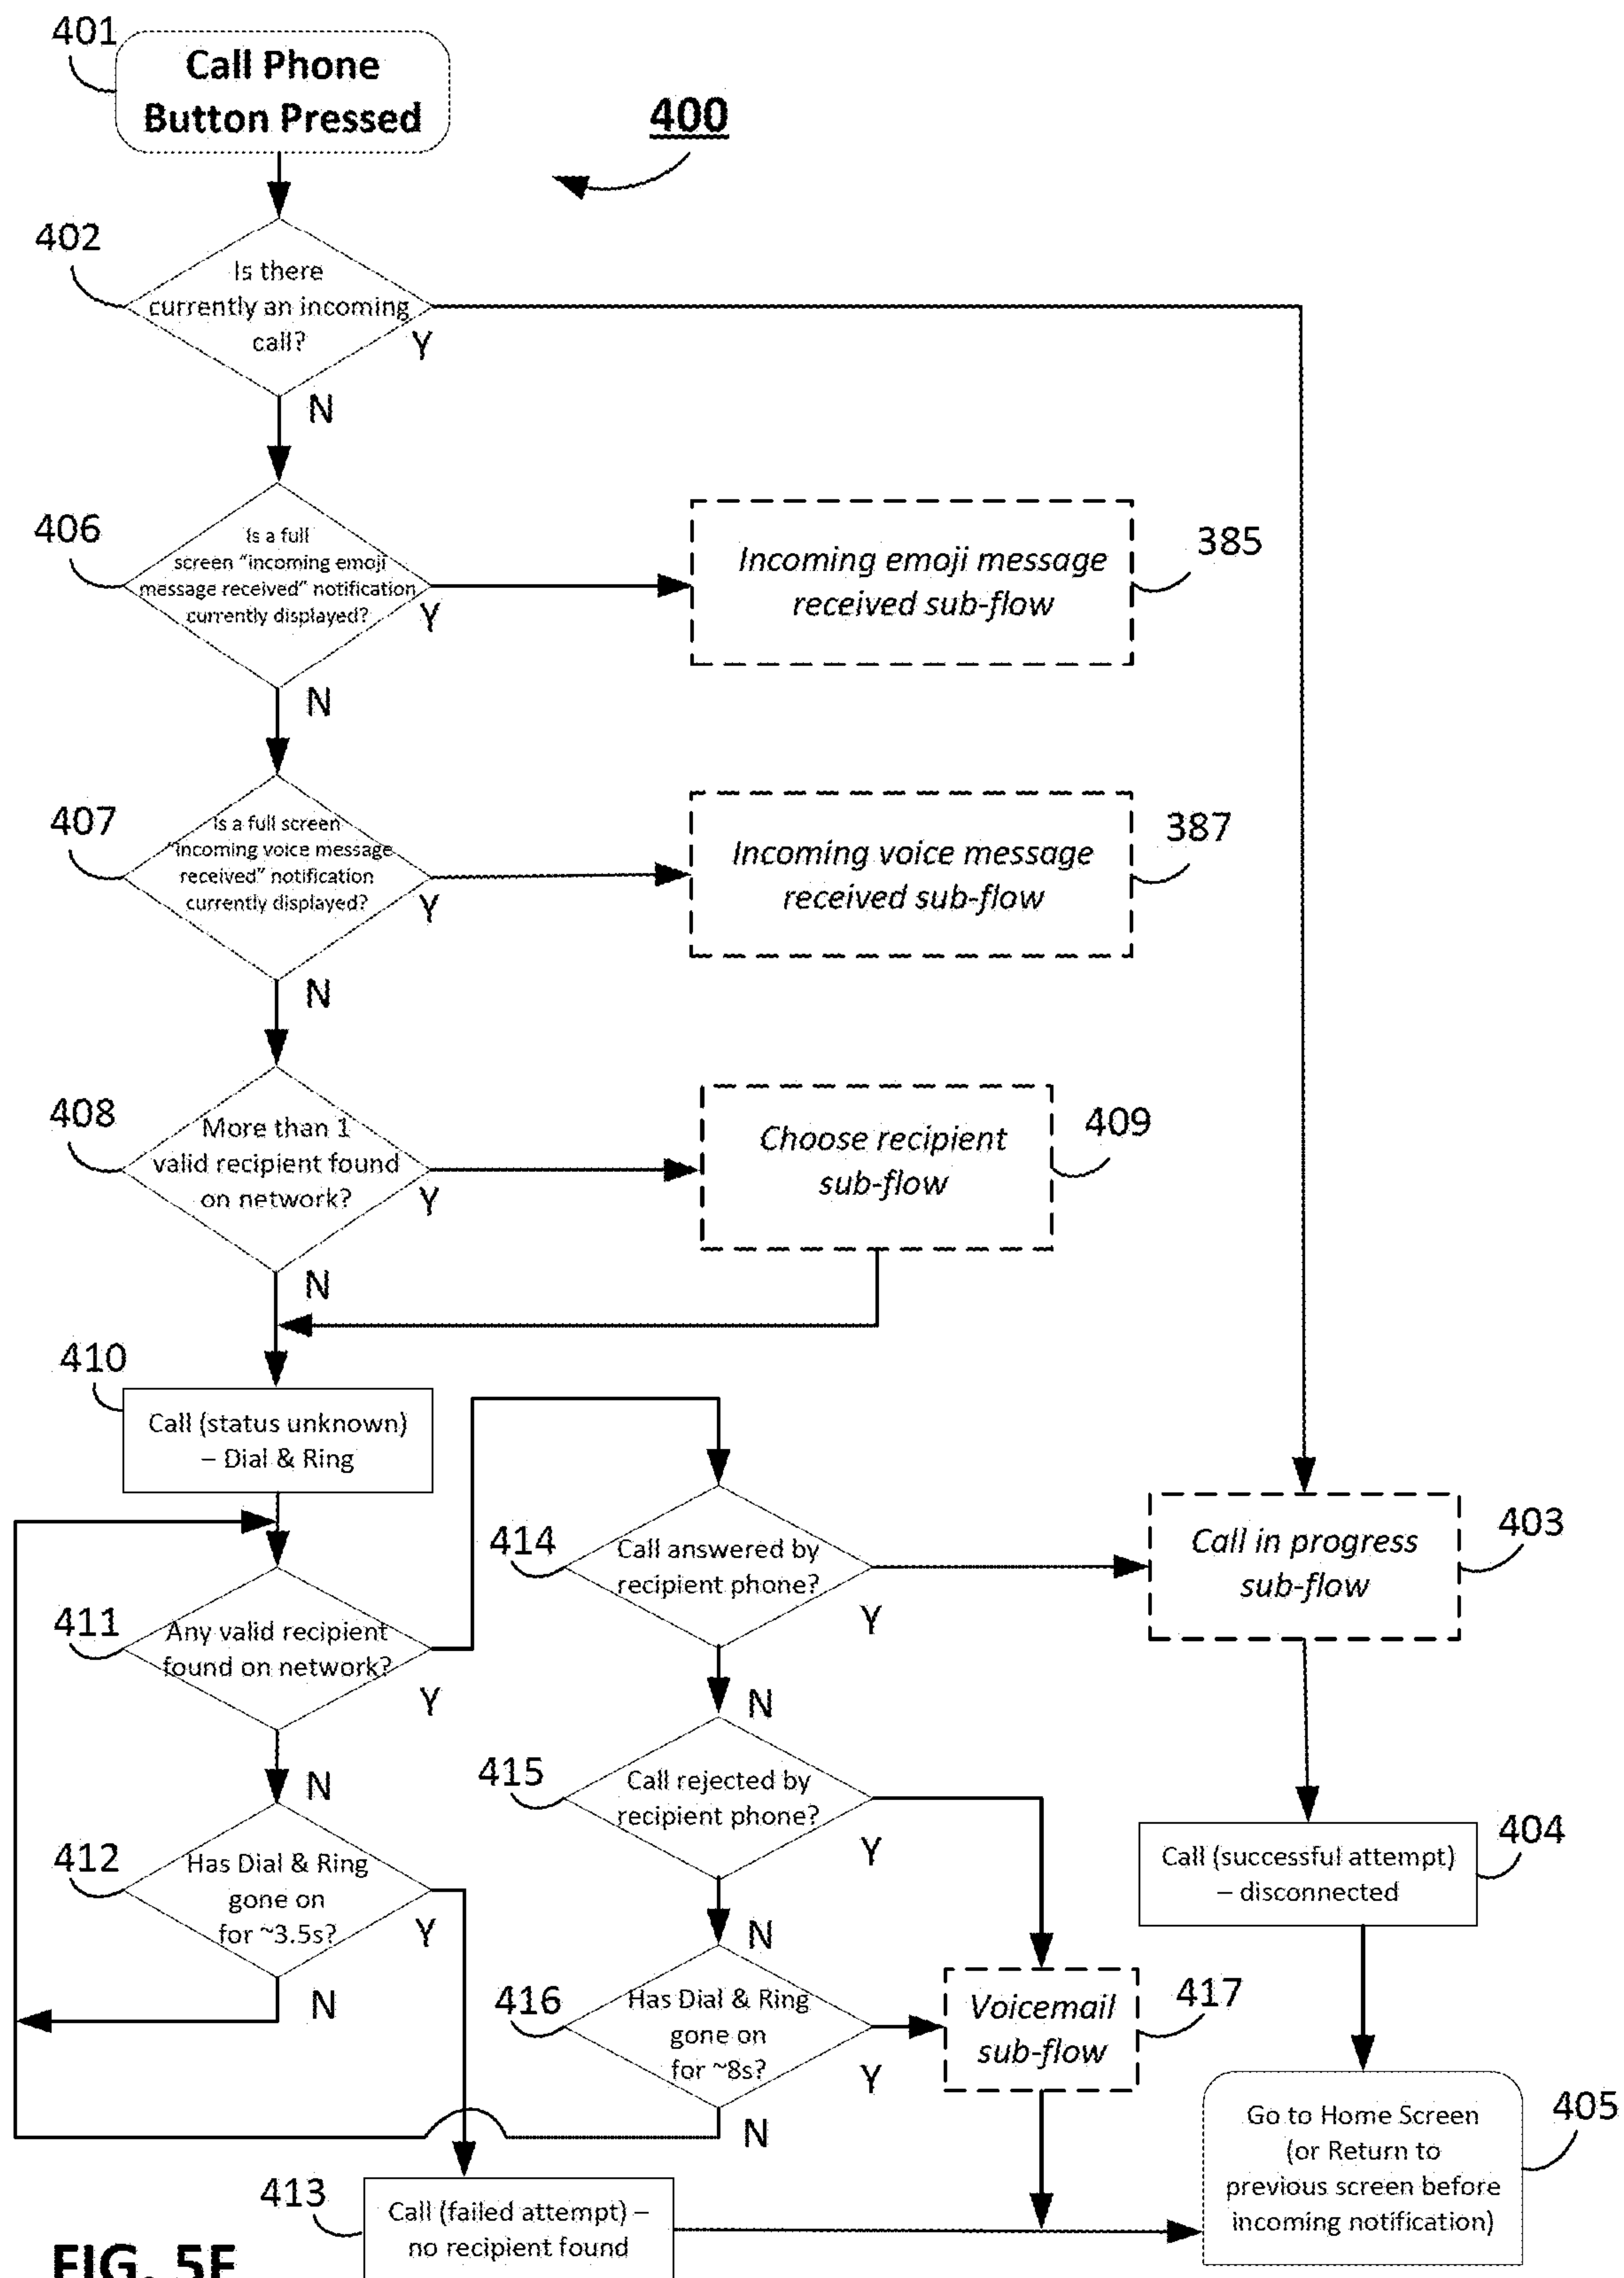 401
Call Phone
Button Pressed
400
402
Is there
currently an incoming
call?
Y
N
406
Is a full
screen “incoming emoji
message received” notification
currently displayed?
Y
N
Incoming emoji message
received sub-flow
385
407
Is a full screen
“incoming voice message
received” notification
currently displayed?
Y
N
Incoming voice message
received sub-flow
387
408
More than 1
valid recipient found
on network?
Y
N
Choose recipient
sub-flow
409
410
Call (status unknown)
– Dial & Ring
411
Any valid recipient
found on network?
Y
N
412
Has Dial & Ring
gone on
for ~3.5s?
Y
N
414
Call answered by
recipient phone?
Y
N
415
Call rejected by
recipient phone?
Y
N
416
Has Dial & Ring
gone on
for ~8s?
Y
N
Call in progress
sub-flow
403
Call (successful attempt)
– disconnected
404
Voicemail
sub-flow
417
Go to Home Screen
(or Return to
previous screen before
incoming notification)
405
413
Call (failed attempt) –
no recipient found